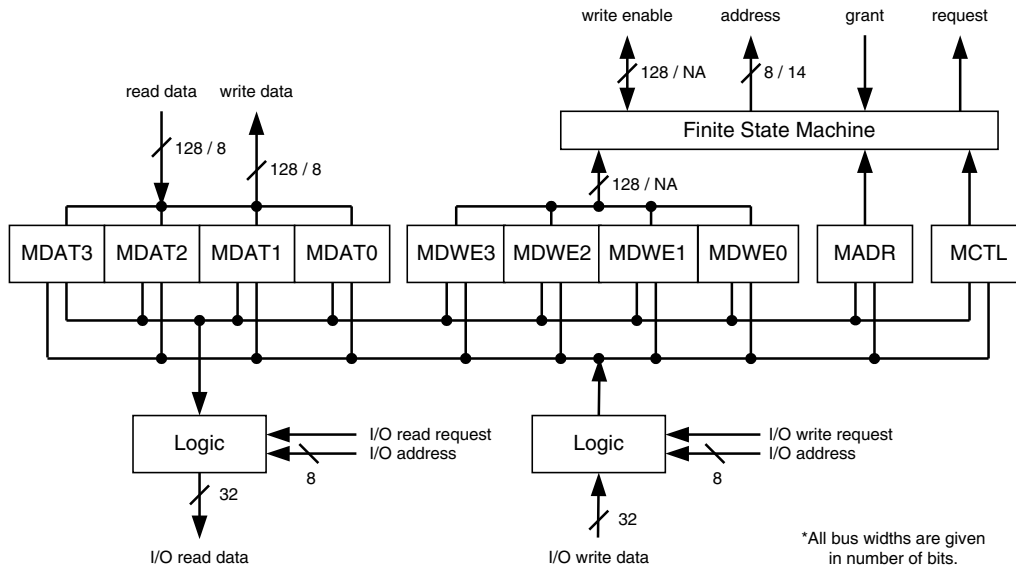 write enable address grant request
128 / NA 8 / 14
read data write data
Finite State Machine
128 / 8
128 / 8
128 / NA
MDAT3 MDAT2 MDAT1 MDAT0 MDWE3 MDWE2 MDWE1 MDWE0 MADR MCTL
Logic
I/O read request
I/O address
8
32
I/O read data
Logic
I/O write request
I/O address
8
32
I/O write data
*All bus widths are given
in number of bits.